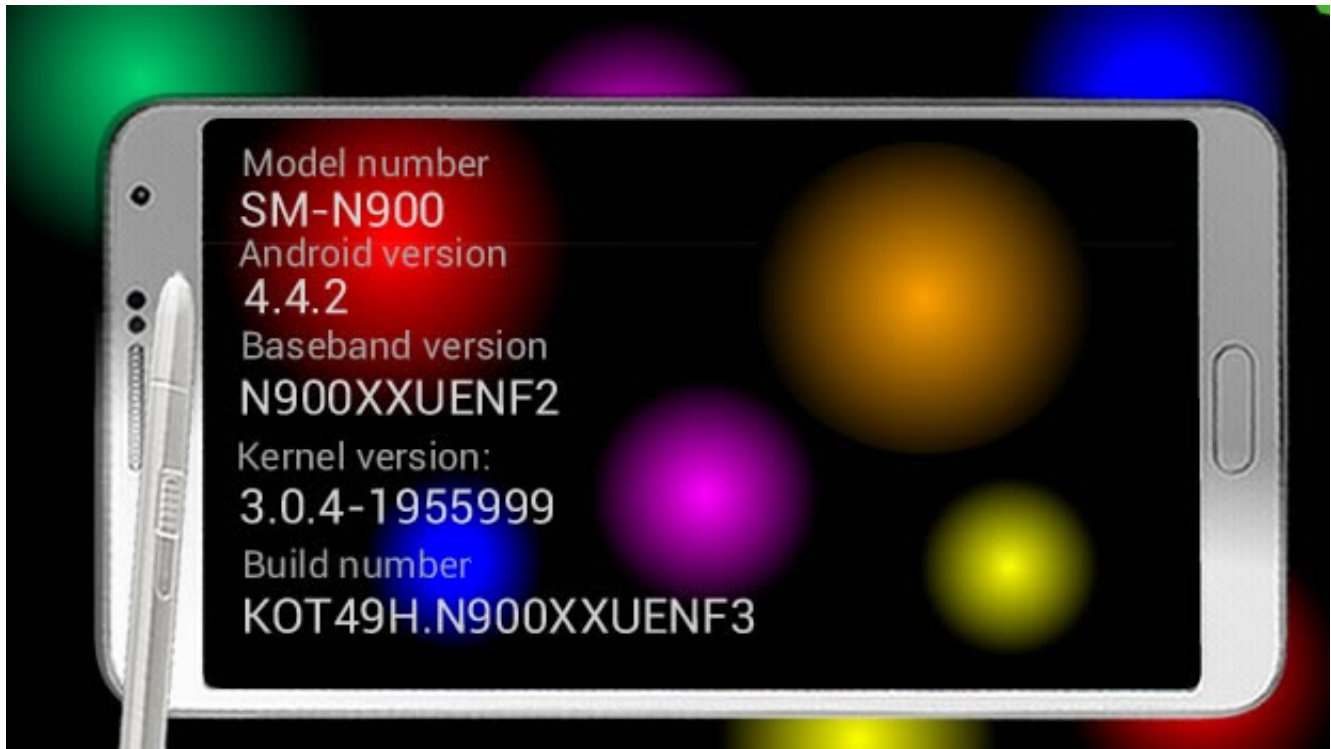 Model number
SM-N900
Android version
4.4.2
Baseband version
N900XXUENF2
Kernel version:
3.0.4-1955999
Build number
KOT49H.N900XXUENF3